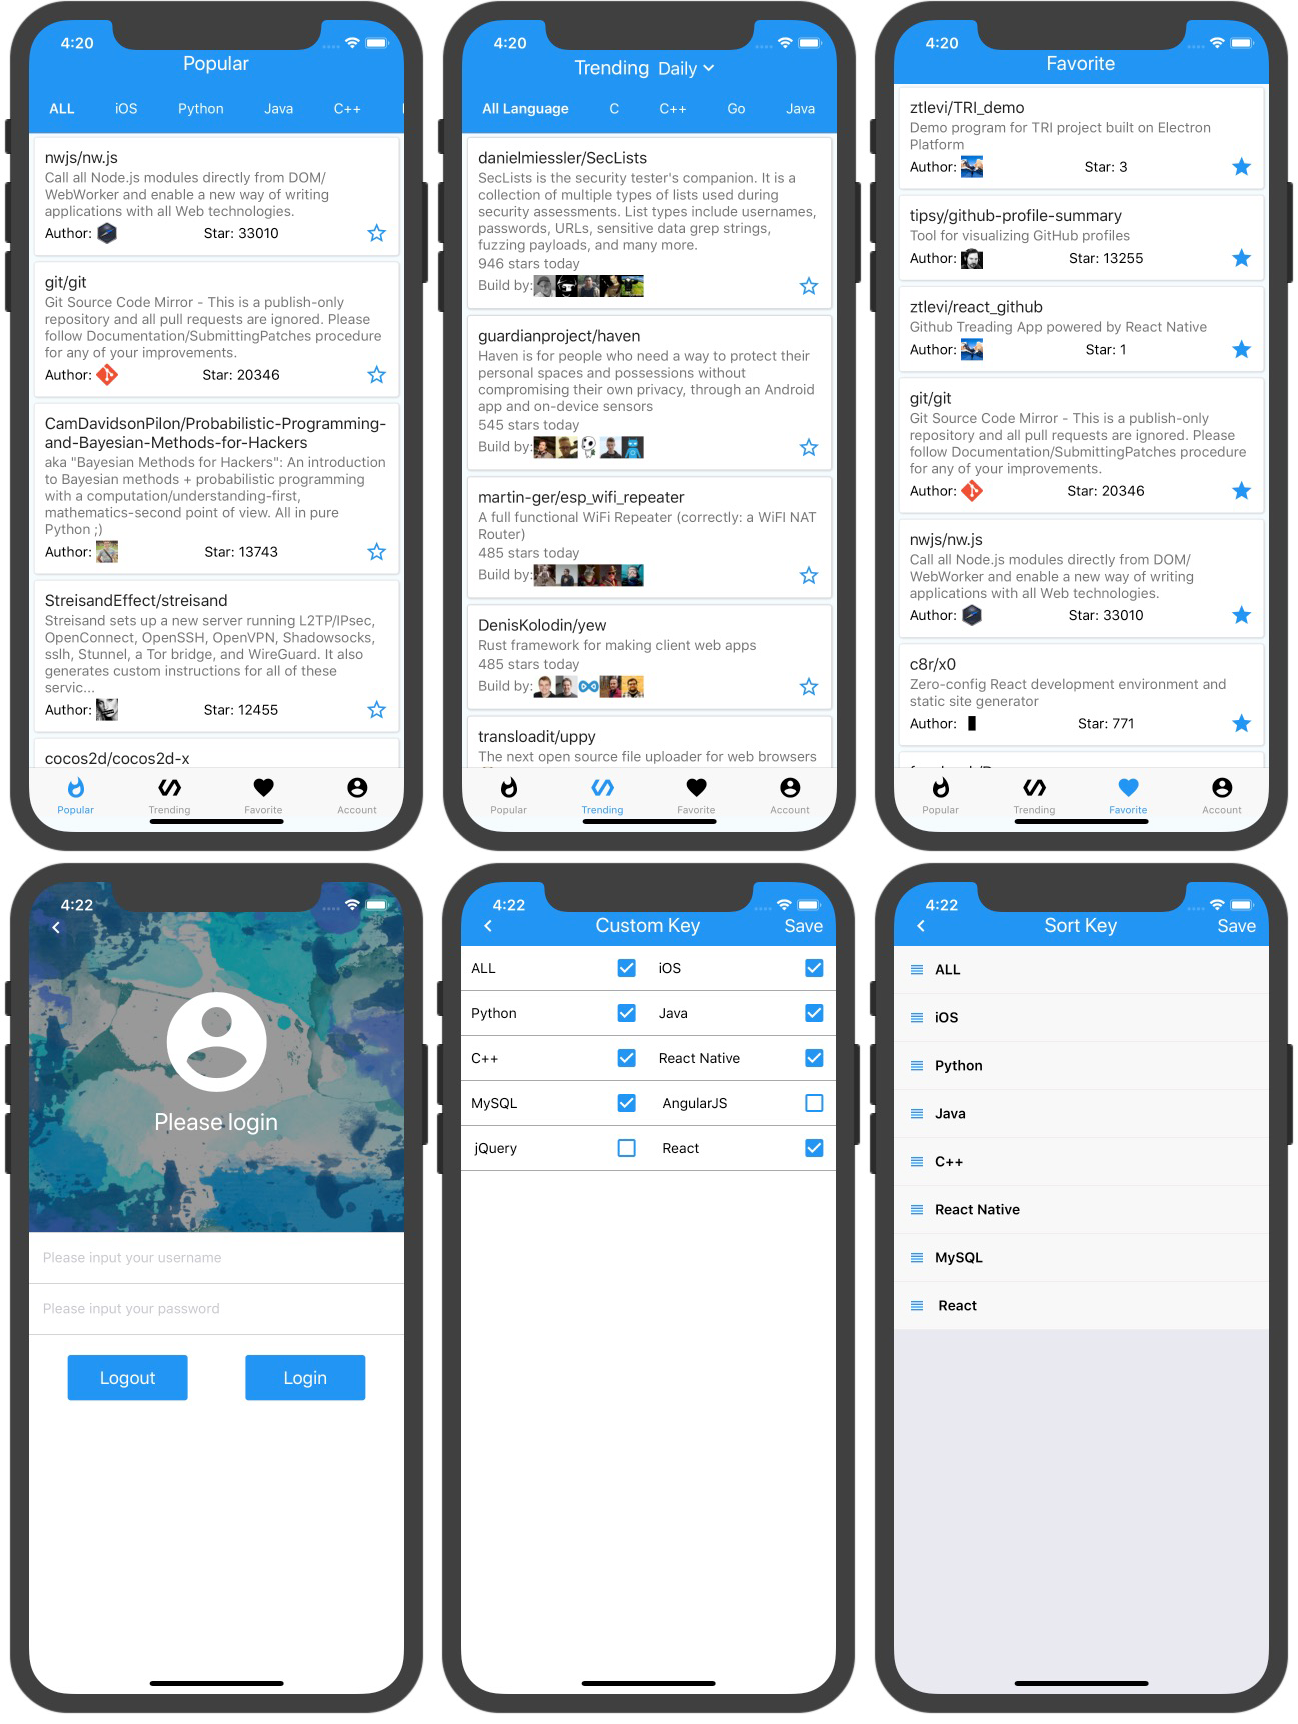 4:20
Popular
ALL iOS Python Java C++
nwjs/nw.js
Call all Node.js modules directly from DOM/
WebWorker and enable a new way of writing
applications with all Web technologies.
Author: Star: 33010
git/git
Git Source Code Mirror - This is a publish-only
repository and all pull requests are ignored. Please
follow Documentation/SubmittingPatches procedure
for any of your improvements.
Author: Star: 20346
CamDavidsonPilon/Probabilistic-Programming-
and-Bayesian-Methods-for-Hackers
aka "Bayesian Methods for Hackers": An introduction
to Bayesian methods + probabilistic programming
with a computation/understanding-first,
mathematics-second point of view. All in pure
Python ;)
Author: Star: 13743
StreisandEffect/streisand
Streisand sets up a new server running L2TP/IPsec,
OpenConnect, OpenSSH, OpenVPN, Shadowsocks,
sslh, Stunnel, a Tor bridge, and WireGuard. It also
generates custom instructions for all of these
servic...
Author: Star: 12455
cocos2d/cocos2d-x
Popular Trending Favorite Account
4:20
Trending Daily
All Language C C++ Go Java
danielmiessler/SecLists
SecLists is the security tester's companion. It is a
collection of multiple types of lists used during
security assessments. List types include usernames,
passwords, URLs, sensitive data grep strings,
fuzzing payloads, and many more.
946 stars today
Build by:
guardianproject/haven
Haven is for people who need a way to protect their
personal spaces and possessions without
compromising their own privacy, through an Android
app and on-device sensors
545 stars today
Build by:
martin-ger/esp_wifi_repeater
A full functional WiFi Repeater (correctly: a WiFI NAT
Router)
485 stars today
Build by:
DenisKolodin/yew
Rust framework for making client web apps
485 stars today
Build by:
transloadit/uppy
The next open source file uploader for web browsers
Popular Trending Favorite Account
4:20
Favorite
ztlevi/TRI_demo
Demo program for TRI project built on Electron
Platform
Author: Star: 3
tipsy/github-profile-summary
Tool for visualizing GitHub profiles
Author: Star: 13255
ztlevi/react_github
Github Treading App powered by React Native
Author: Star: 1
git/git
Git Source Code Mirror - This is a publish-only
repository and all pull requests are ignored. Please
follow Documentation/SubmittingPatches procedure
for any of your improvements.
Author: Star: 20346
nwjs/nw.js
Call all Node.js modules directly from DOM/
WebWorker and enable a new way of writing
applications with all Web technologies.
Author: Star: 33010
c8r/x0
Zero-config React development environment and
static site generator
Author: Star: 771
Popular Trending Favorite Account
4:22
Please login
Please input your username
Please input your password
Logout Login
4:22
Custom Key Save
ALL iOS
Python Java
C++ React Native
MySQL AngularJS
jQuery React
4:22
Sort Key Save
ALL
iOS
Python
Java
C++
React Native
MySQL
React